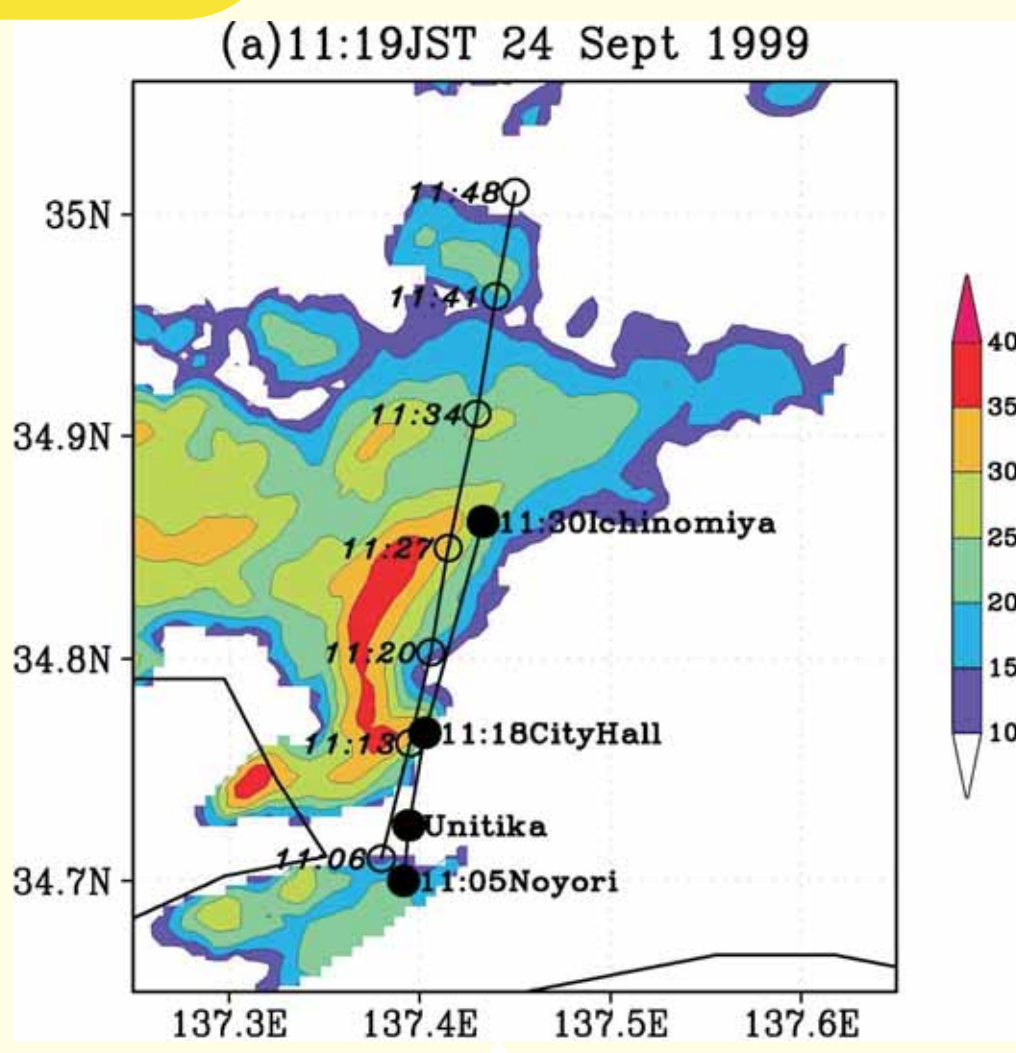 (a)11:19JST 24 Sept 1999
11:48
35N
11:41
40
35
11:34
34.9N
30
11:30Ichinomiya
25
11:27
20
11:20
34.8N
15
11:18CityHall
11:13
10
Unitika
11:06
34.7N
11:05Noyori
137.3E 137.4E 137.5E 137.6E